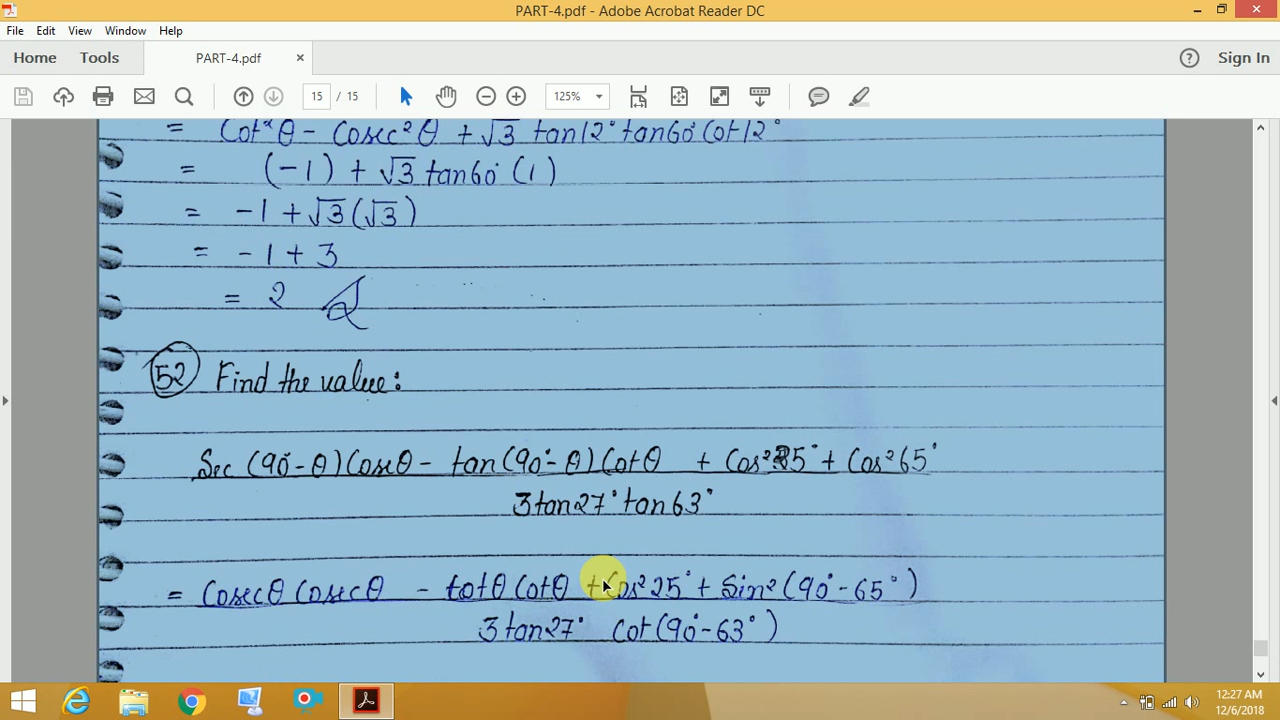 PART-4.pdf - Adobe Acrobat Reader DC
File Edit View Window Help
Home Tools PART-4.pdf × Sign In
15 / 15 125%
= Cot²θ - Cosec²θ + √3 tan12° tan60° Cot12°
= (-1) + √3 tan60° (1)
= -1 + √3(√3)
= -1 + 3
= 2
52 Find the value:
Sec (90°-θ) Cosecθ - tan(90°-θ) Cotθ + Cos²25° + Cos²65°
3tan27° tan63°
= Cosecθ Cosecθ - Cotθ Cotθ + Cos²25° + Sin²(90°-65°)
3tan27° Cot(90°-63°)
12:27 AM
12/6/2018